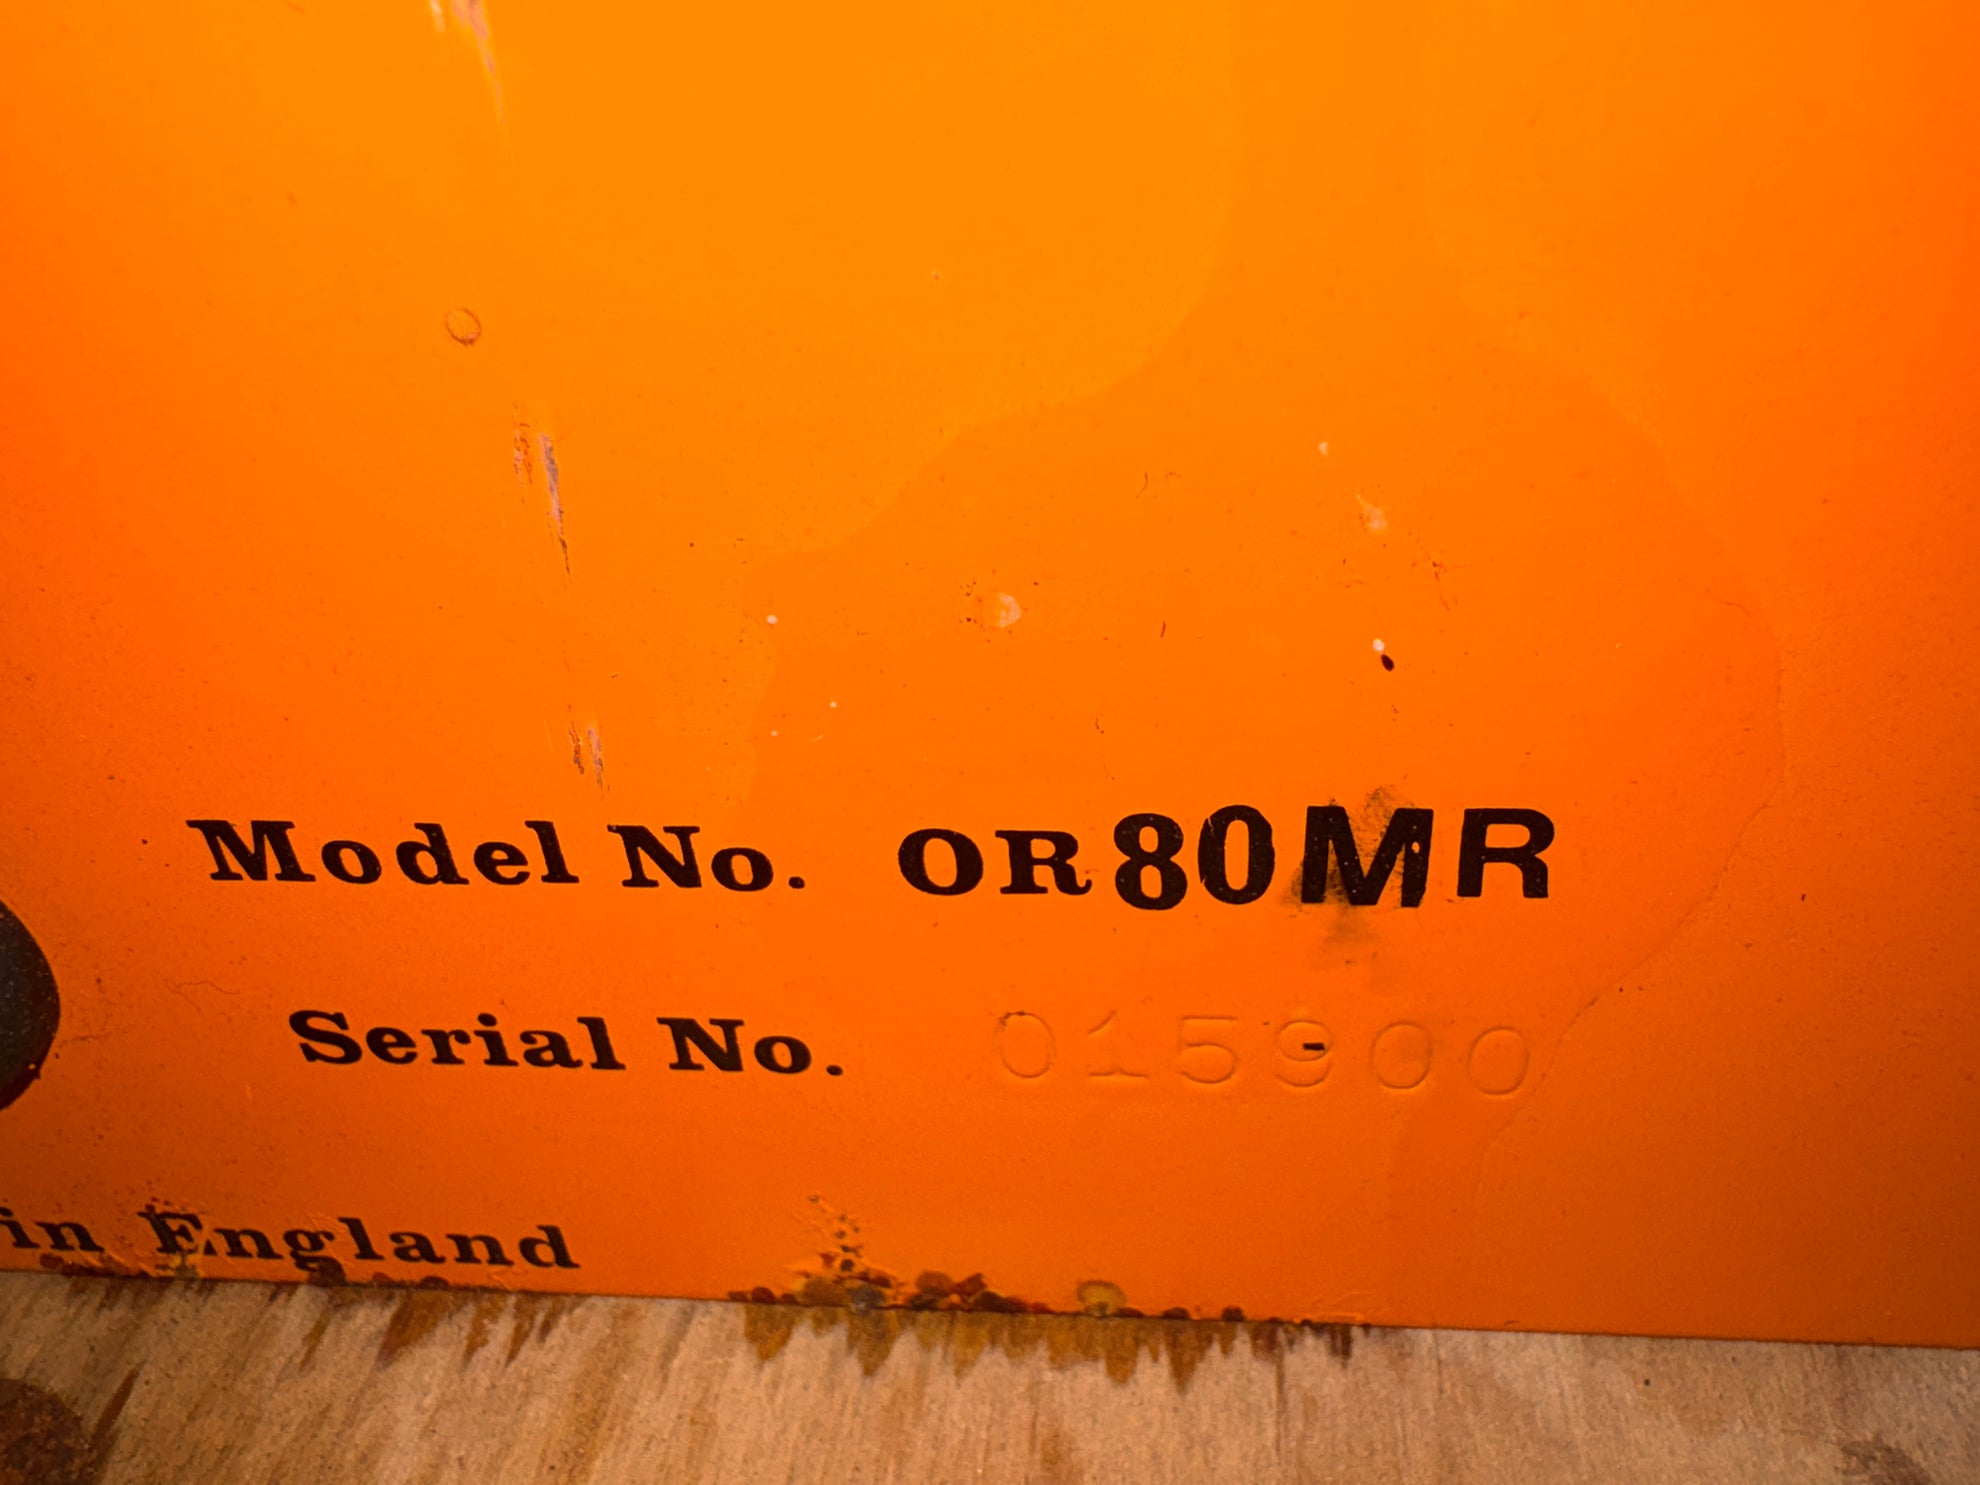 Model No. OR80MR
Serial No. 015900
in England